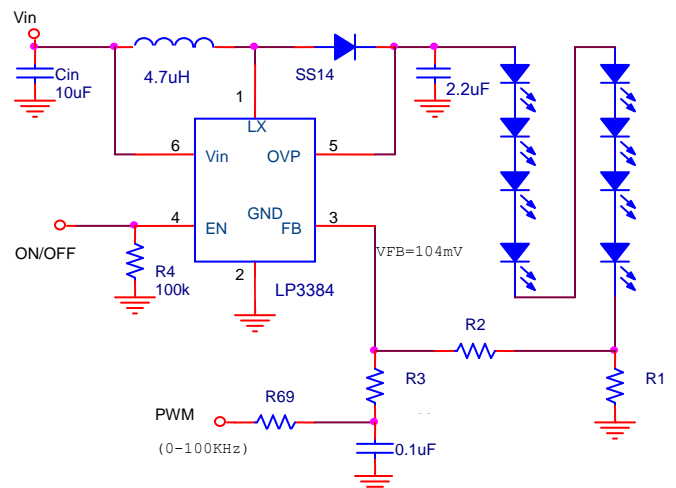 Vin
Cin
10uF
4.7uH
SS14
2.2uF
1
LX
6
Vin
OVP
5
4
EN
GND
FB
3
ON/OFF
VFB=104mV
2
R4
100k
LP3384
R2
R3
R1
R69
PWM
(0-100KHz)
0.1uF